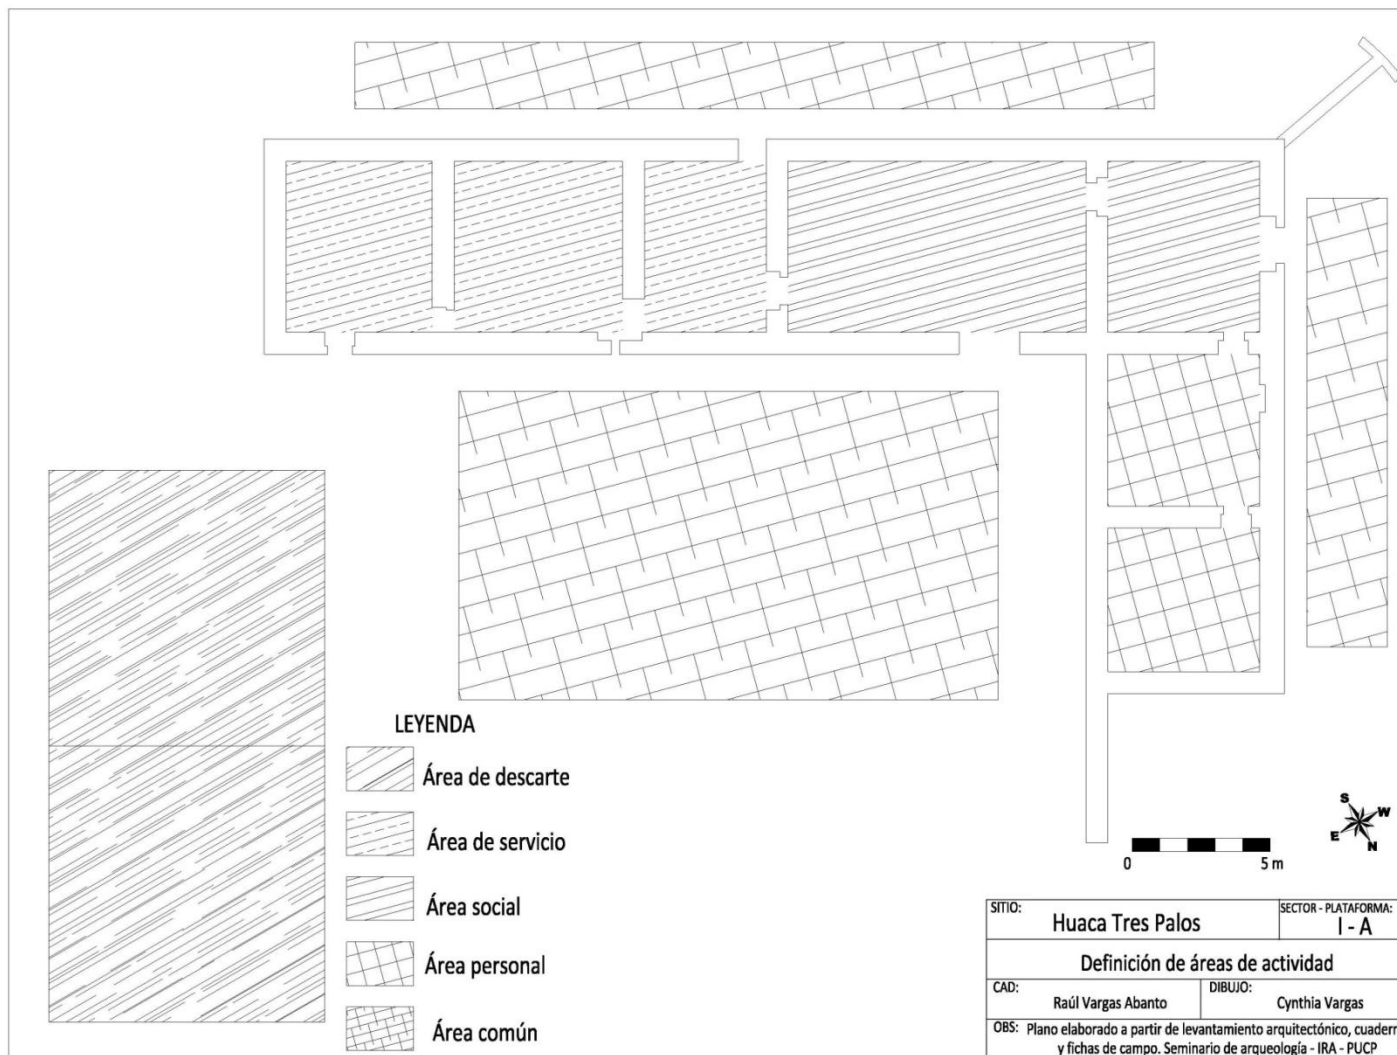 LEYENDA
Área de descarte
Área de servicio
Área social
Área personal
Área común
S
W
E
N
0
5 m
SITIO:
Huaca Tres Palos
SECTOR - PLATAFORMA:
I - A
Definición de áreas de actividad
CAD:
Raúl Vargas Abanto
DIBUJO:
Cynthia Vargas
OBS: Plano elaborado a partir de levantamiento arquitectónico, cuadern
y fichas de campo. Seminario de arqueología - IRA - PUCP